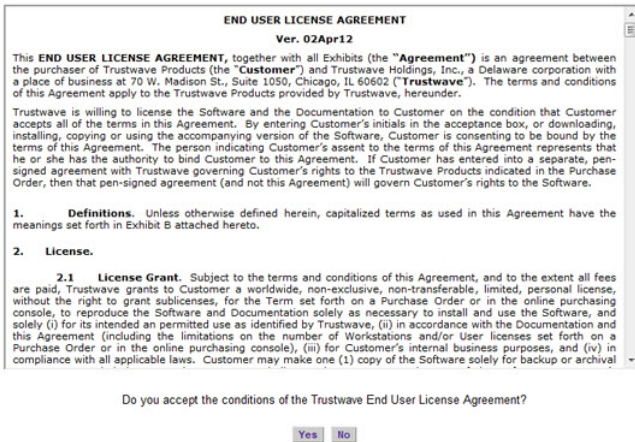 END USER LICENSE AGREEMENT
Ver. 02Apr12
This END USER LICENSE AGREEMENT, together with all Exhibits (the “Agreement”) is an agreement between
the purchaser of Trustwave Products (the “Customer”) and Trustwave Holdings, Inc., a Delaware corporation with
a place of business at 70 W. Madison St., Suite 1050, Chicago, IL 60602 (“Trustwave”). The terms and conditions
of this Agreement apply to the Trustwave Products provided by Trustwave, hereunder.
Trustwave is willing to license the Software and the Documentation to Customer on the condition that Customer
accepts all of the terms in this Agreement. By entering Customer’s initials in the acceptance box, or downloading,
installing, copying or using the accompanying version of the Software, Customer is consenting to be bound by the
terms of this Agreement. The person indicating Customer’s assent to the terms of this Agreement represents that
he or she has the authority to bind Customer to this Agreement. If Customer has entered into a separate, pen-
signed agreement with Trustwave governing Customer’s rights to the Trustwave Products indicated in the Purchase
Order, then that pen-signed agreement (and not this Agreement) will govern Customer’s rights to the Software.
1. Definitions. Unless otherwise defined herein, capitalized terms as used in this Agreement have the
meanings set forth in Exhibit B attached hereto.
2. License.
2.1 License Grant. Subject to the terms and conditions of this Agreement, and to the extent all fees
are paid, Trustwave grants to Customer a worldwide, non-exclusive, non-transferable, limited, personal license,
without the right to grant sublicenses, for the Term set forth on a Purchase Order or in the online purchasing
console, to reproduce the Software and Documentation solely as necessary to install and use the Software, and
solely (i) for its intended an permitted use as identified by Trustwave, (ii) in accordance with the Documentation and
this Agreement (including the limitations on the number of Workstations and/or User licenses set forth on a
Purchase Order or in the online purchasing console), (iii) for Customer’s internal business purposes, and (iv) in
compliance with all applicable laws. Customer may make one (1) copy of the Software solely for backup or archival
Do you accept the conditions of the Trustwave End User License Agreement?
Yes No